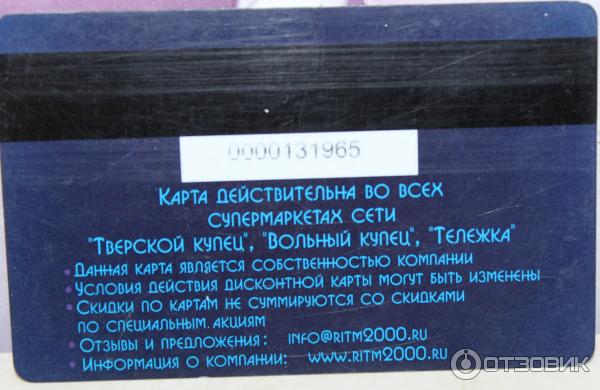 0000131965
Карта действительна во всех
супермаркетах сети
"Тверской купец", "Вольный купец", "Тележка"
• Данная карта является собственностью компании
• Условия действия дисконтной карты могут быть изменены
• Скидки по картам не суммируются со скидками
по специальным акциям
• Отзывы и предложения: info@ritm2000.ru
• Информация о компании: www.ritm2000.ru
ОТЗОВИК